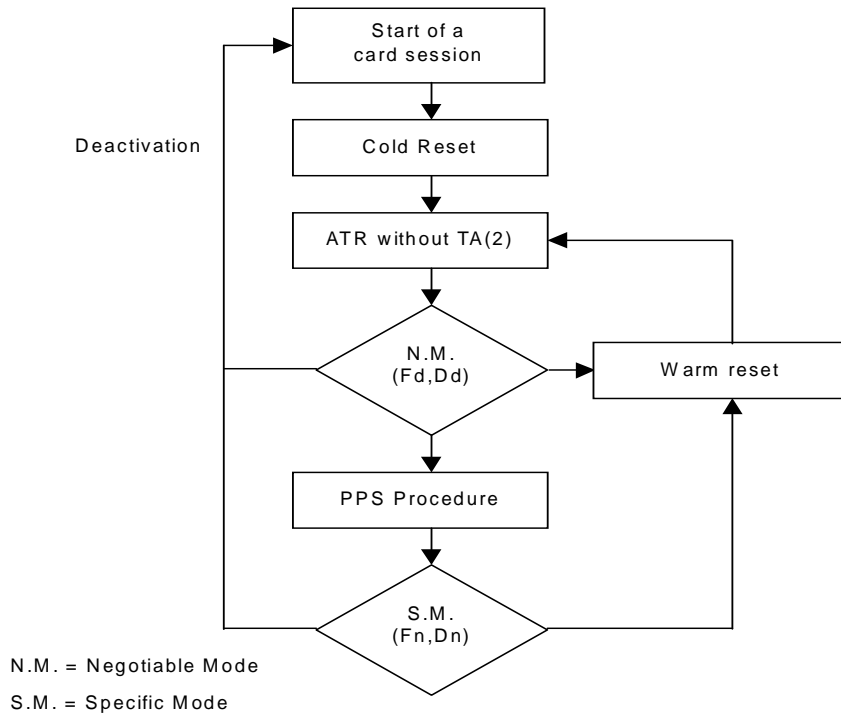 Start of a
card session
Deactivation
Cold Reset
ATR without TA(2)
N.M.
(Fd,Dd)
Warm reset
PPS Procedure
S.M.
(Fn,Dn)
N.M. = Negotiable Mode
S.M. = Specific Mode